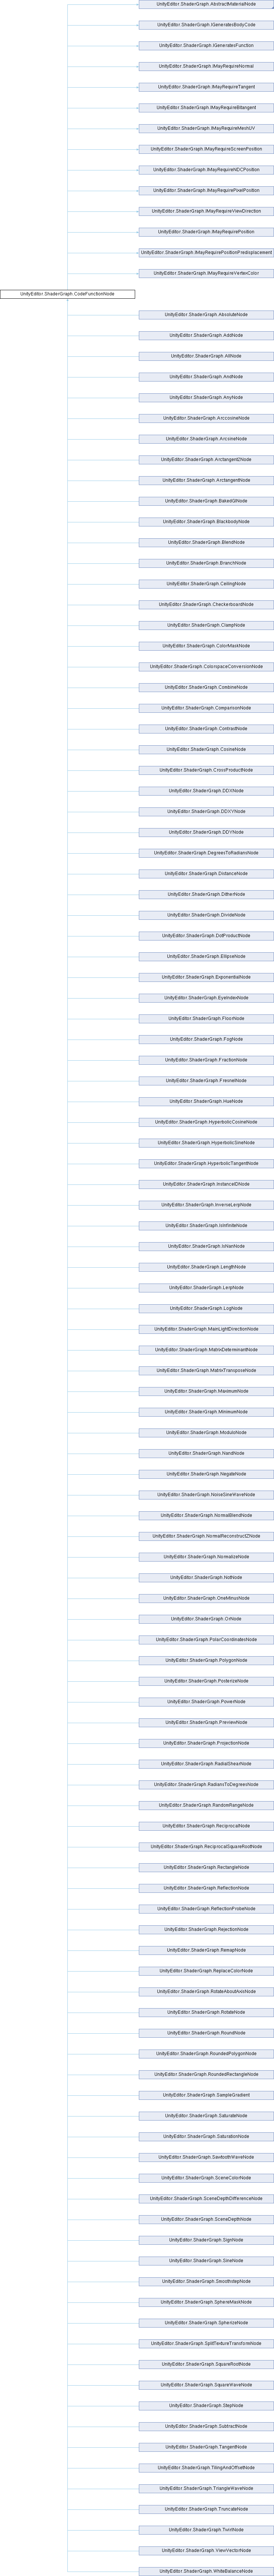 UnityEditor.ShaderGraph.AbstractMaterialNode
UnityEditor.ShaderGraph.IGeneratesBodyCode
UnityEditor.ShaderGraph.IGeneratesFunction
UnityEditor.ShaderGraph.IMayRequireNormal
UnityEditor.ShaderGraph.IMayRequireTangent
UnityEditor.ShaderGraph.IMayRequireBitangent
UnityEditor.ShaderGraph.IMayRequireMeshUV
UnityEditor.ShaderGraph.IMayRequireScreenPosition
UnityEditor.ShaderGraph.IMayRequireNDCPosition
UnityEditor.ShaderGraph.IMayRequirePixelPosition
UnityEditor.ShaderGraph.IMayRequireViewDirection
UnityEditor.ShaderGraph.IMayRequirePosition
UnityEditor.ShaderGraph.IMayRequirePositionPredisplacement
UnityEditor.ShaderGraph.IMayRequireVertexColor
UnityEditor.ShaderGraph.CodeFunctionNode
UnityEditor.ShaderGraph.AbsoluteNode
UnityEditor.ShaderGraph.AddNode
UnityEditor.ShaderGraph.AllNode
UnityEditor.ShaderGraph.AndNode
UnityEditor.ShaderGraph.AnyNode
UnityEditor.ShaderGraph.ArccosineNode
UnityEditor.ShaderGraph.ArcsineNode
UnityEditor.ShaderGraph.Arctangent2Node
UnityEditor.ShaderGraph.ArctangentNode
UnityEditor.ShaderGraph.BakedGINode
UnityEditor.ShaderGraph.BlackbodyNode
UnityEditor.ShaderGraph.BlendNode
UnityEditor.ShaderGraph.BranchNode
UnityEditor.ShaderGraph.CeilingNode
UnityEditor.ShaderGraph.CheckerboardNode
UnityEditor.ShaderGraph.ClampNode
UnityEditor.ShaderGraph.ColorMaskNode
UnityEditor.ShaderGraph.ColorspaceConversionNode
UnityEditor.ShaderGraph.CombineNode
UnityEditor.ShaderGraph.ComparisonNode
UnityEditor.ShaderGraph.ContrastNode
UnityEditor.ShaderGraph.CosineNode
UnityEditor.ShaderGraph.CrossProductNode
UnityEditor.ShaderGraph.DDXNode
UnityEditor.ShaderGraph.DDXYNode
UnityEditor.ShaderGraph.DDYNode
UnityEditor.ShaderGraph.DegreesToRadiansNode
UnityEditor.ShaderGraph.DistanceNode
UnityEditor.ShaderGraph.DitherNode
UnityEditor.ShaderGraph.DivideNode
UnityEditor.ShaderGraph.DotProductNode
UnityEditor.ShaderGraph.EllipseNode
UnityEditor.ShaderGraph.ExponentialNode
UnityEditor.ShaderGraph.EyeIndexNode
UnityEditor.ShaderGraph.FloorNode
UnityEditor.ShaderGraph.FogNode
UnityEditor.ShaderGraph.FractionNode
UnityEditor.ShaderGraph.FresnelNode
UnityEditor.ShaderGraph.HueNode
UnityEditor.ShaderGraph.HyperbolicCosineNode
UnityEditor.ShaderGraph.HyperbolicSineNode
UnityEditor.ShaderGraph.HyperbolicTangentNode
UnityEditor.ShaderGraph.InstanceIDNode
UnityEditor.ShaderGraph.InverseLerpNode
UnityEditor.ShaderGraph.IsInfiniteNode
UnityEditor.ShaderGraph.IsNanNode
UnityEditor.ShaderGraph.LengthNode
UnityEditor.ShaderGraph.LerpNode
UnityEditor.ShaderGraph.LogNode
UnityEditor.ShaderGraph.MainLightDirectionNode
UnityEditor.ShaderGraph.MatrixDeterminantNode
UnityEditor.ShaderGraph.MatrixTransposeNode
UnityEditor.ShaderGraph.MaximumNode
UnityEditor.ShaderGraph.MinimumNode
UnityEditor.ShaderGraph.ModuloNode
UnityEditor.ShaderGraph.NandNode
UnityEditor.ShaderGraph.NegateNode
UnityEditor.ShaderGraph.NoiseSineWaveNode
UnityEditor.ShaderGraph.NormalBlendNode
UnityEditor.ShaderGraph.NormalReconstructZNode
UnityEditor.ShaderGraph.NormalizeNode
UnityEditor.ShaderGraph.NotNode
UnityEditor.ShaderGraph.OneMinusNode
UnityEditor.ShaderGraph.OrNode
UnityEditor.ShaderGraph.PolarCoordinatesNode
UnityEditor.ShaderGraph.PolygonNode
UnityEditor.ShaderGraph.PosterizeNode
UnityEditor.ShaderGraph.PowerNode
UnityEditor.ShaderGraph.PreviewNode
UnityEditor.ShaderGraph.ProjectionNode
UnityEditor.ShaderGraph.RadialShearNode
UnityEditor.ShaderGraph.RadiansToDegreesNode
UnityEditor.ShaderGraph.RandomRangeNode
UnityEditor.ShaderGraph.ReciprocalNode
UnityEditor.ShaderGraph.ReciprocalSquareRootNode
UnityEditor.ShaderGraph.RectangleNode
UnityEditor.ShaderGraph.ReflectionNode
UnityEditor.ShaderGraph.ReflectionProbeNode
UnityEditor.ShaderGraph.RejectionNode
UnityEditor.ShaderGraph.RemapNode
UnityEditor.ShaderGraph.ReplaceColorNode
UnityEditor.ShaderGraph.RotateAboutAxisNode
UnityEditor.ShaderGraph.RotateNode
UnityEditor.ShaderGraph.RoundNode
UnityEditor.ShaderGraph.RoundedPolygonNode
UnityEditor.ShaderGraph.RoundedRectangleNode
UnityEditor.ShaderGraph.SampleGradient
UnityEditor.ShaderGraph.SaturateNode
UnityEditor.ShaderGraph.SaturationNode
UnityEditor.ShaderGraph.SawtoothWaveNode
UnityEditor.ShaderGraph.SceneColorNode
UnityEditor.ShaderGraph.SceneDepthDifferenceNode
UnityEditor.ShaderGraph.SceneDepthNode
UnityEditor.ShaderGraph.SignNode
UnityEditor.ShaderGraph.SineNode
UnityEditor.ShaderGraph.SmoothstepNode
UnityEditor.ShaderGraph.SphereMaskNode
UnityEditor.ShaderGraph.SpherizeNode
UnityEditor.ShaderGraph.SplitTextureTransformNode
UnityEditor.ShaderGraph.SquareRootNode
UnityEditor.ShaderGraph.SquareWaveNode
UnityEditor.ShaderGraph.StepNode
UnityEditor.ShaderGraph.SubtractNode
UnityEditor.ShaderGraph.TangentNode
UnityEditor.ShaderGraph.TilingAndOffsetNode
UnityEditor.ShaderGraph.TriangleWaveNode
UnityEditor.ShaderGraph.TruncateNode
UnityEditor.ShaderGraph.TwirlNode
UnityEditor.ShaderGraph.ViewVectorNode
UnityEditor.ShaderGraph.WhiteBalanceNode